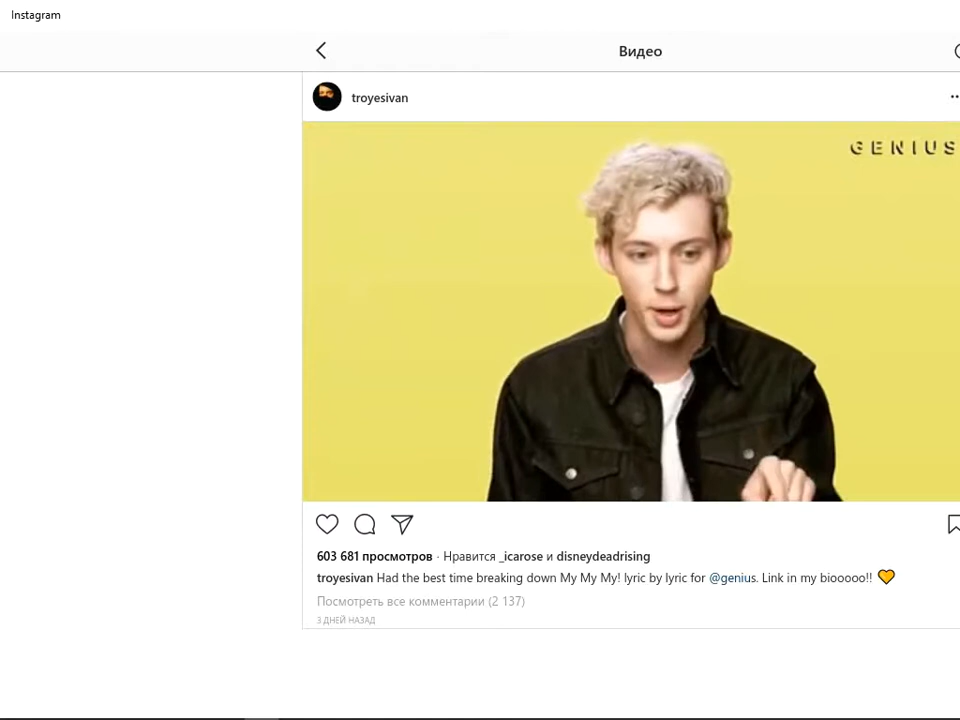 Instagram
Видео
troyesivan
GENIUS
603 681 просмотров · Нравится _icarose и disneydeadrising
troyesivan Had the best time breaking down My My My! lyric by lyric for @genius. Link in my biooooo!! 💛
Посмотреть все комментарии (2 137)
3 ДНЕЙ НАЗАД